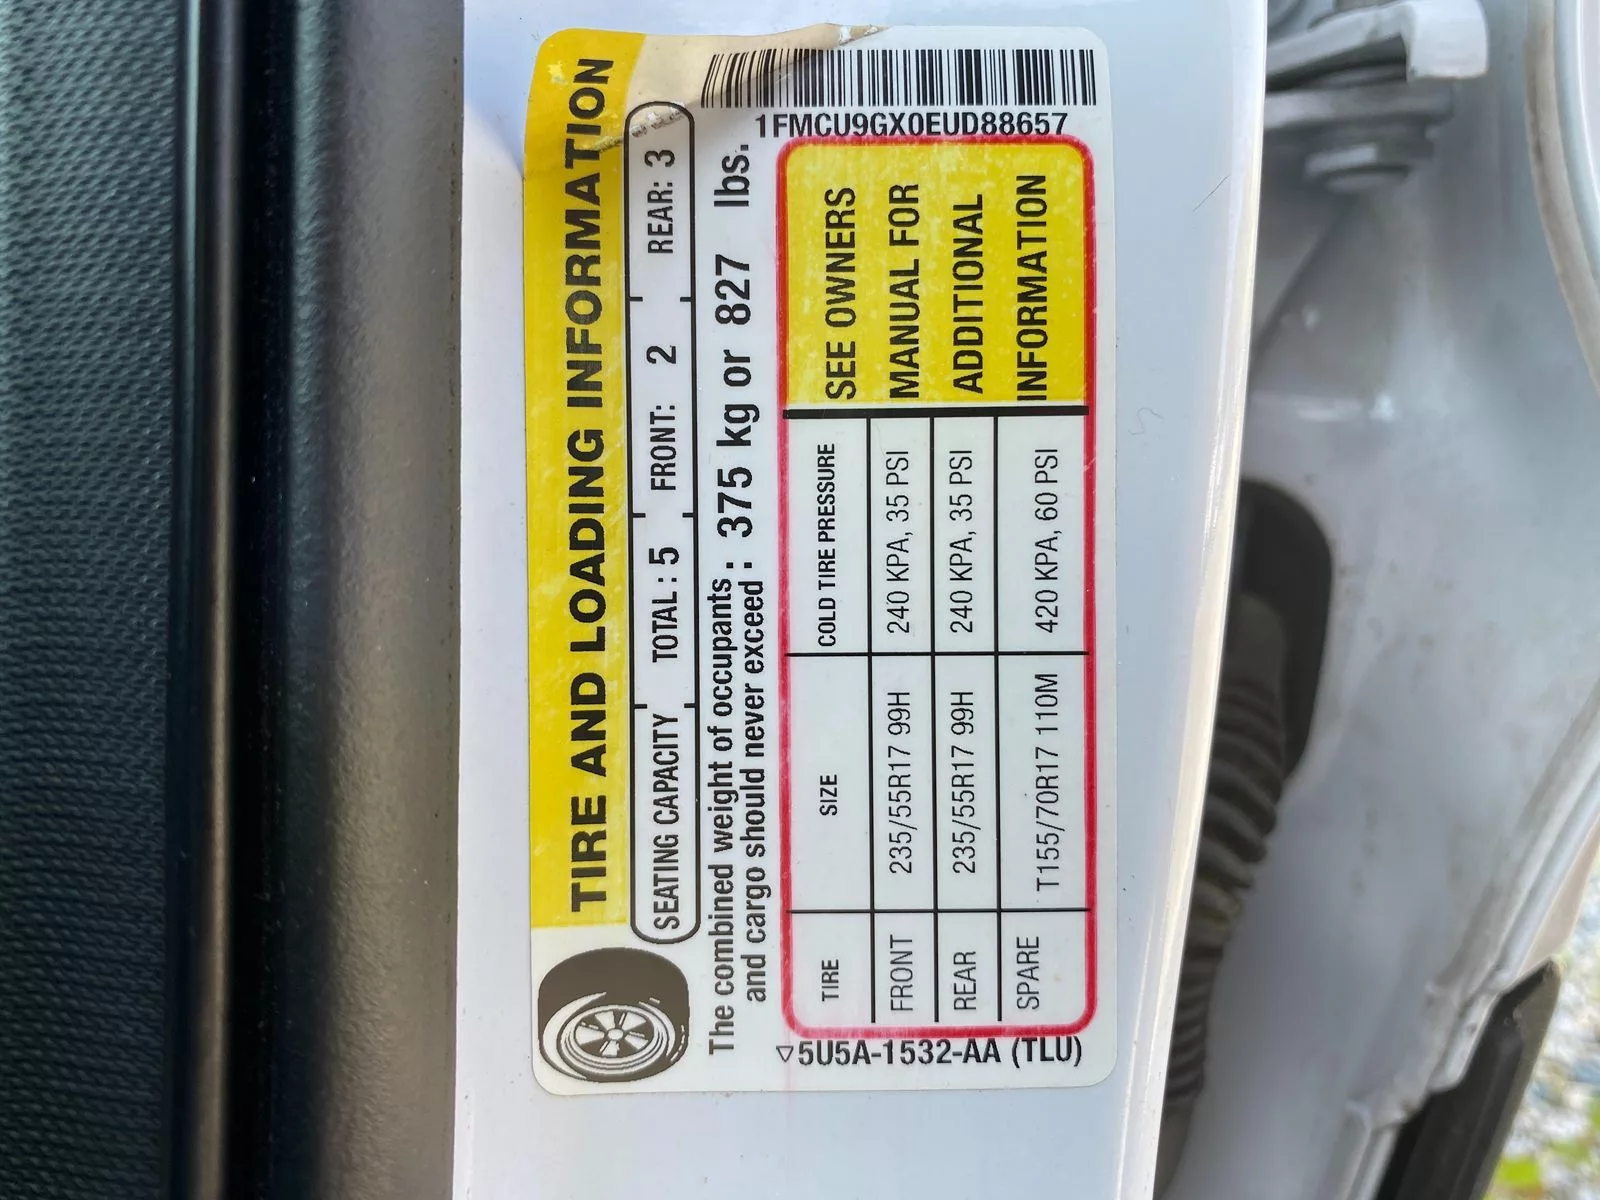 TIRE AND LOADING INFORMATION
SEATING CAPACITY TOTAL : 5 FRONT: 2 REAR: 3
The combined weight of occupants :
and cargo should never exceed : 375 kg or 827 lbs.
1FMCU9GX0EUD88657
TIRE SIZE COLD TIRE PRESSURE
FRONT 235/55R17 99H 240 KPA, 35 PSI
REAR 235/55R17 99H 240 KPA, 35 PSI
SPARE T155/70R17 110M 420 KPA, 60 PSI
SEE OWNERS
MANUAL FOR
ADDITIONAL
INFORMATION
5U5A-1532-AA (TLU)